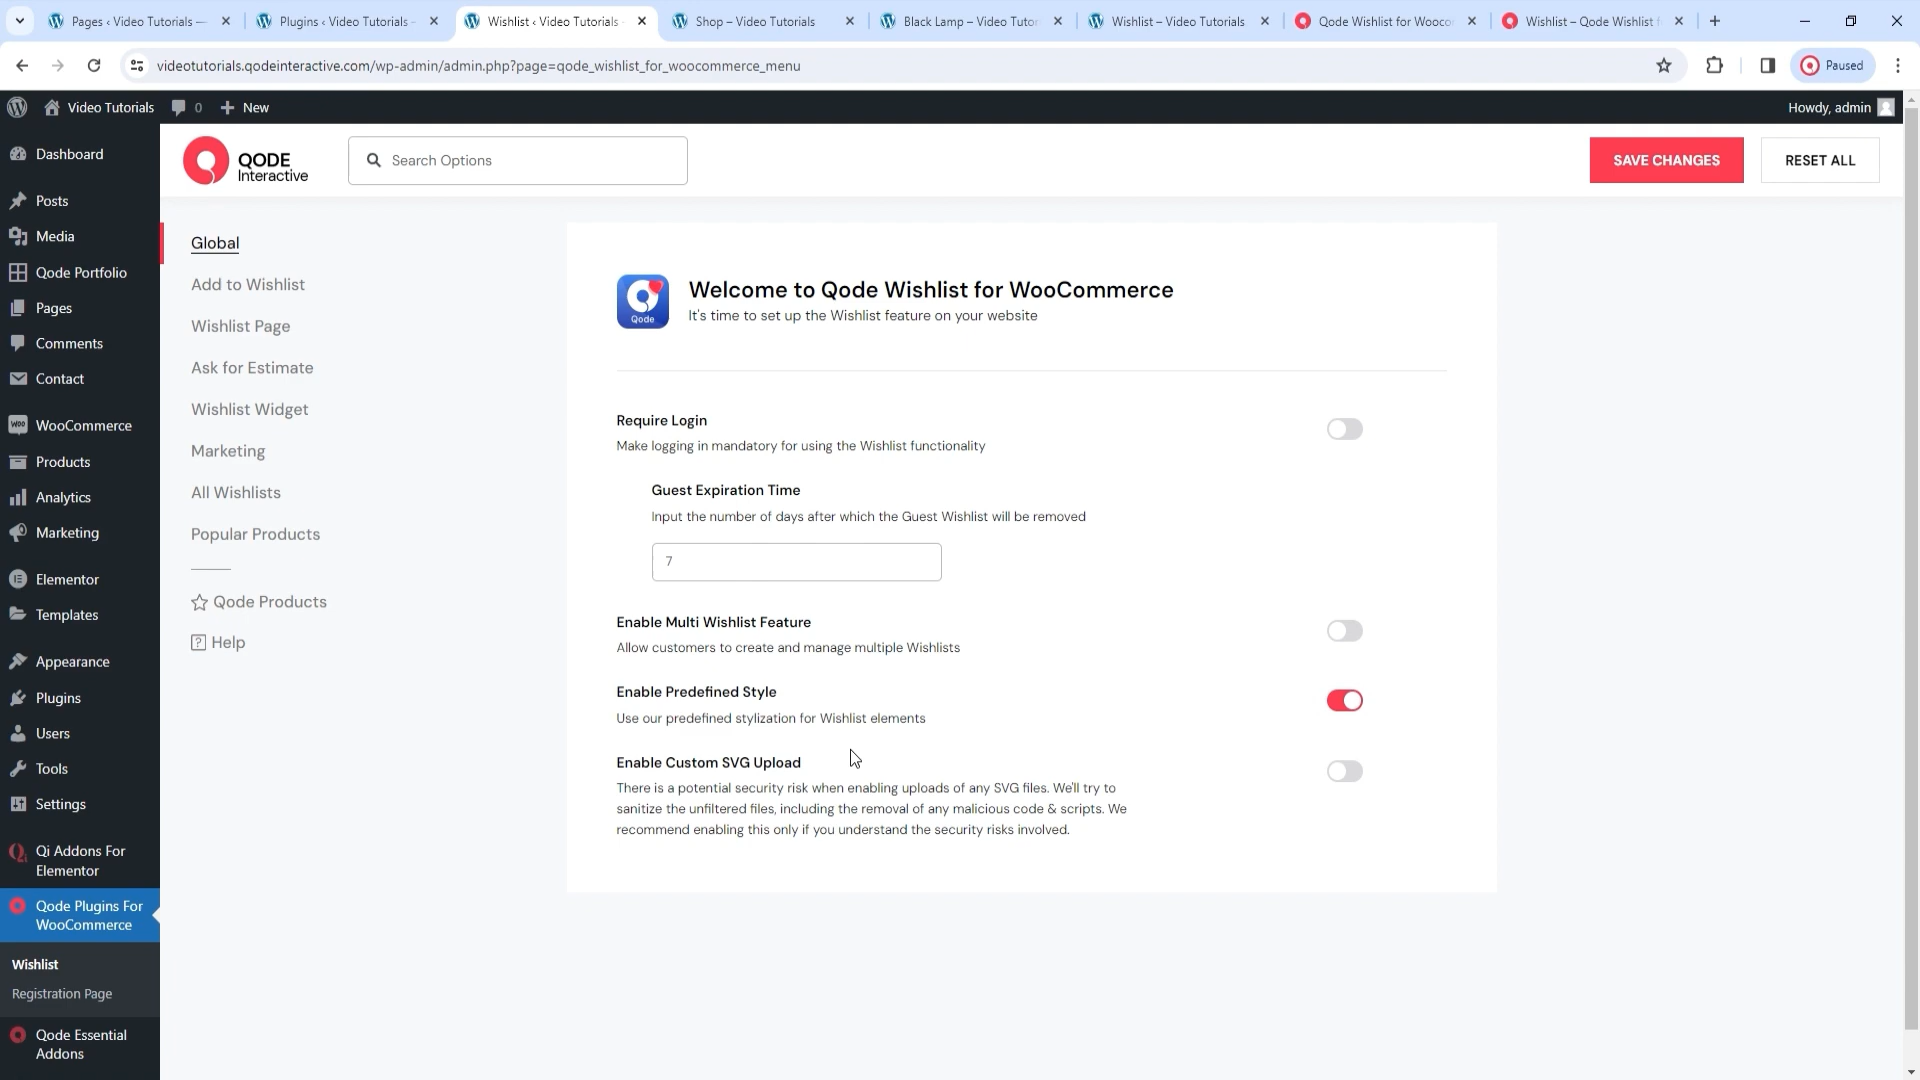 Pages ‹ Video Tutorials —
Plugins ‹ Video Tutorials -
Wishlist ‹ Video Tutorials
Shop – Video Tutorials
Black Lamp – Video Tutor
Wishlist – Video Tutorials
Qode Wishlist for Wooco
Wishlist – Qode Wishlist f
videotutorials.qodeinteractive.com/wp-admin/admin.php?page=qode_wishlist_for_woocommerce_menu
Paused
Video Tutorials
0
New
Howdy, admin
Dashboard
Posts
Media
Qode Portfolio
Pages
Comments
Contact
WooCommerce
Products
Analytics
Marketing
Elementor
Templates
Appearance
Plugins
Users
Tools
Settings
Qi Addons For
Elementor
Qode Plugins For
WooCommerce
Wishlist
Registration Page
Qode Essential
Addons
QODE
Interactive
Search Options
SAVE CHANGES
RESET ALL
Global
Add to Wishlist
Wishlist Page
Ask for Estimate
Wishlist Widget
Marketing
All Wishlists
Popular Products
Qode Products
? Help
Qode
Welcome to Qode Wishlist for WooCommerce
It's time to set up the Wishlist feature on your website
Require Login
Make logging in mandatory for using the Wishlist functionality
Guest Expiration Time
Input the number of days after which the Guest Wishlist will be removed
7
Enable Multi Wishlist Feature
Allow customers to create and manage multiple Wishlists
Enable Predefined Style
Use our predefined stylization for Wishlist elements
Enable Custom SVG Upload
There is a potential security risk when enabling uploads of any SVG files. We'll try to
sanitize the unfiltered files, including the removal of any malicious code & scripts. We
recommend enabling this only if you understand the security risks involved.